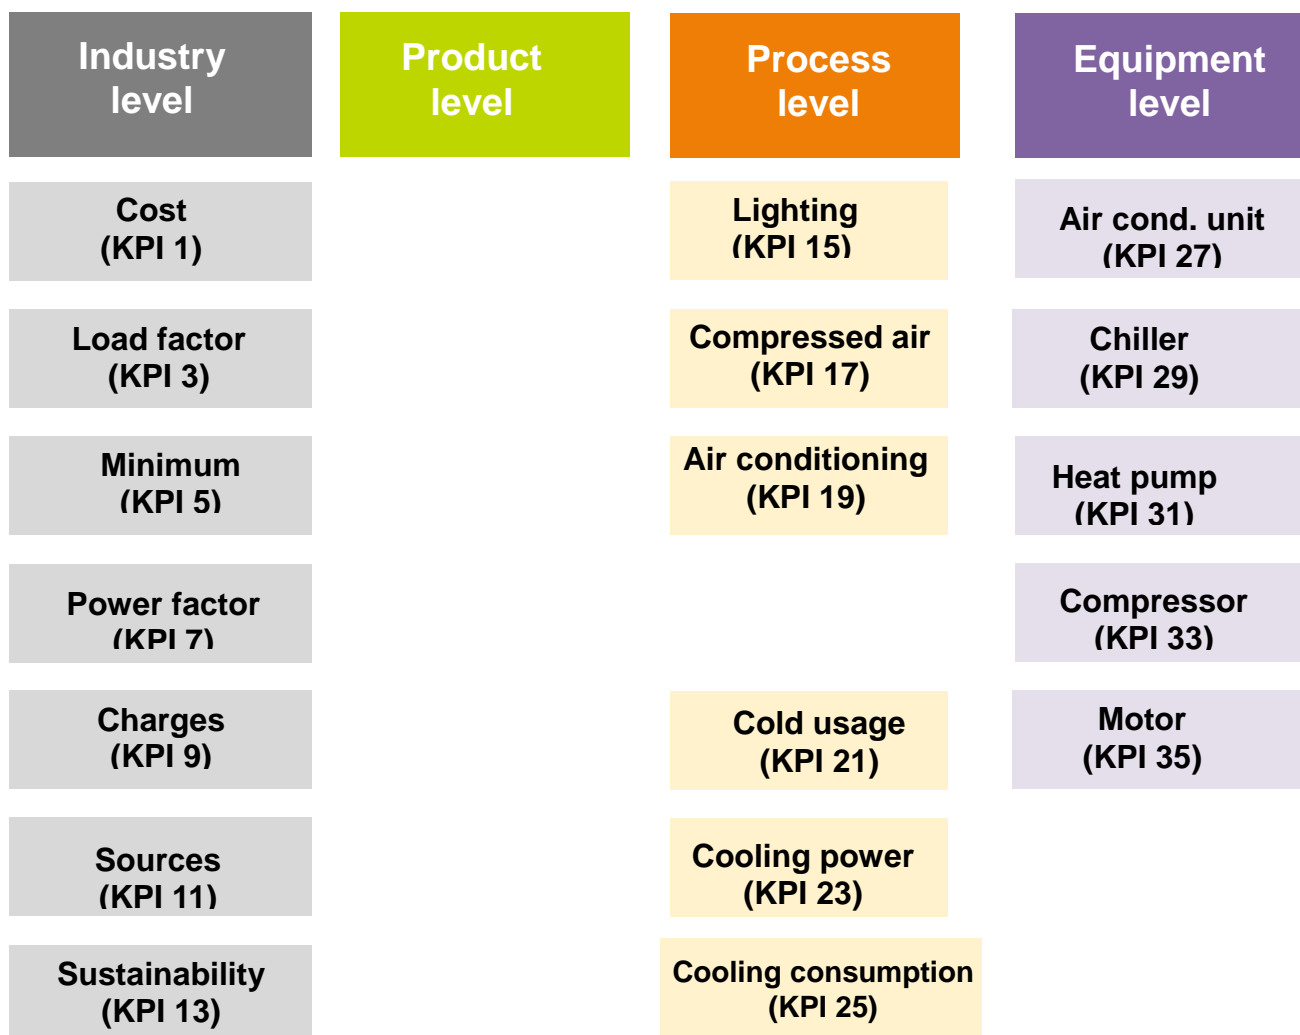 Industry
level
Product
level
Process
level
Equipment
level
Cost
(KPI 1)
Lighting
(KPI 15)
Air cond. unit
(KPI 27)
Load factor
(KPI 3)
Compressed air
(KPI 17)
Chiller
(KPI 29)
Minimum
(KPI 5)
Air conditioning
(KPI 19)
Heat pump
(KPI 31)
Power factor
(KPI 7)
Compressor
(KPI 33)
Charges
(KPI 9)
Cold usage
(KPI 21)
Motor
(KPI 35)
Sources
(KPI 11)
Cooling power
(KPI 23)
Sustainability
(KPI 13)
Cooling consumption
(KPI 25)